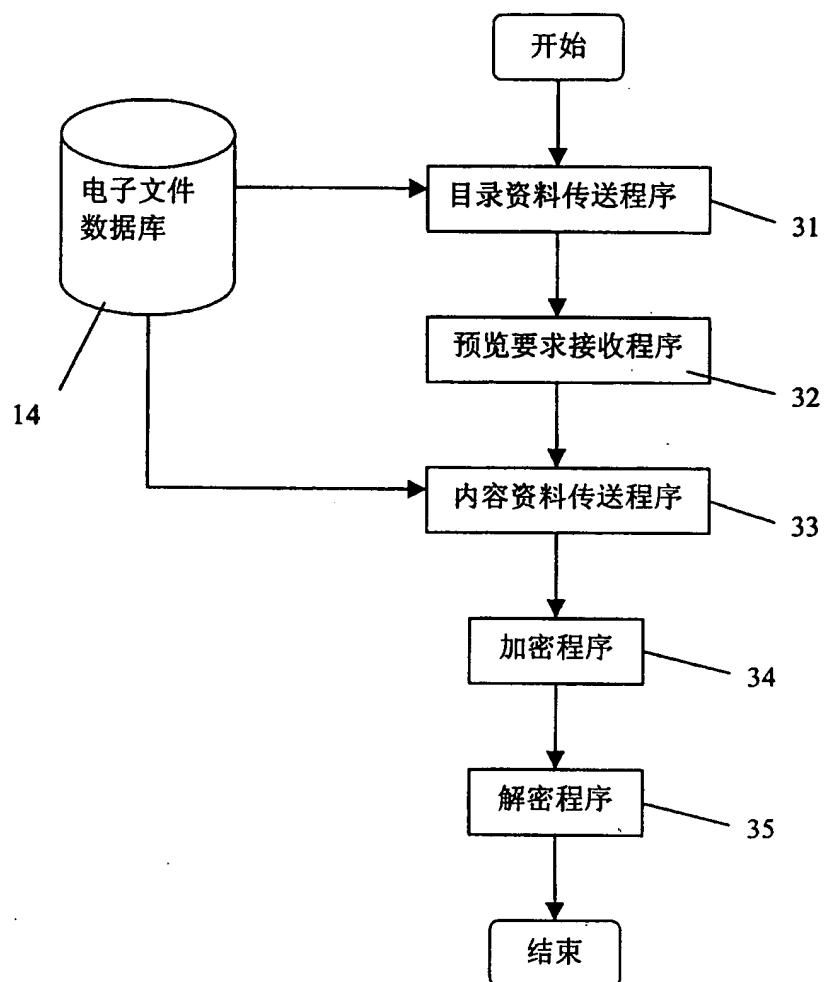 开始
电子文件
数据库
目录资料传送程序
31
预览要求接收程序
32
14
内容资料传送程序
33
加密程序
34
解密程序
35
结束